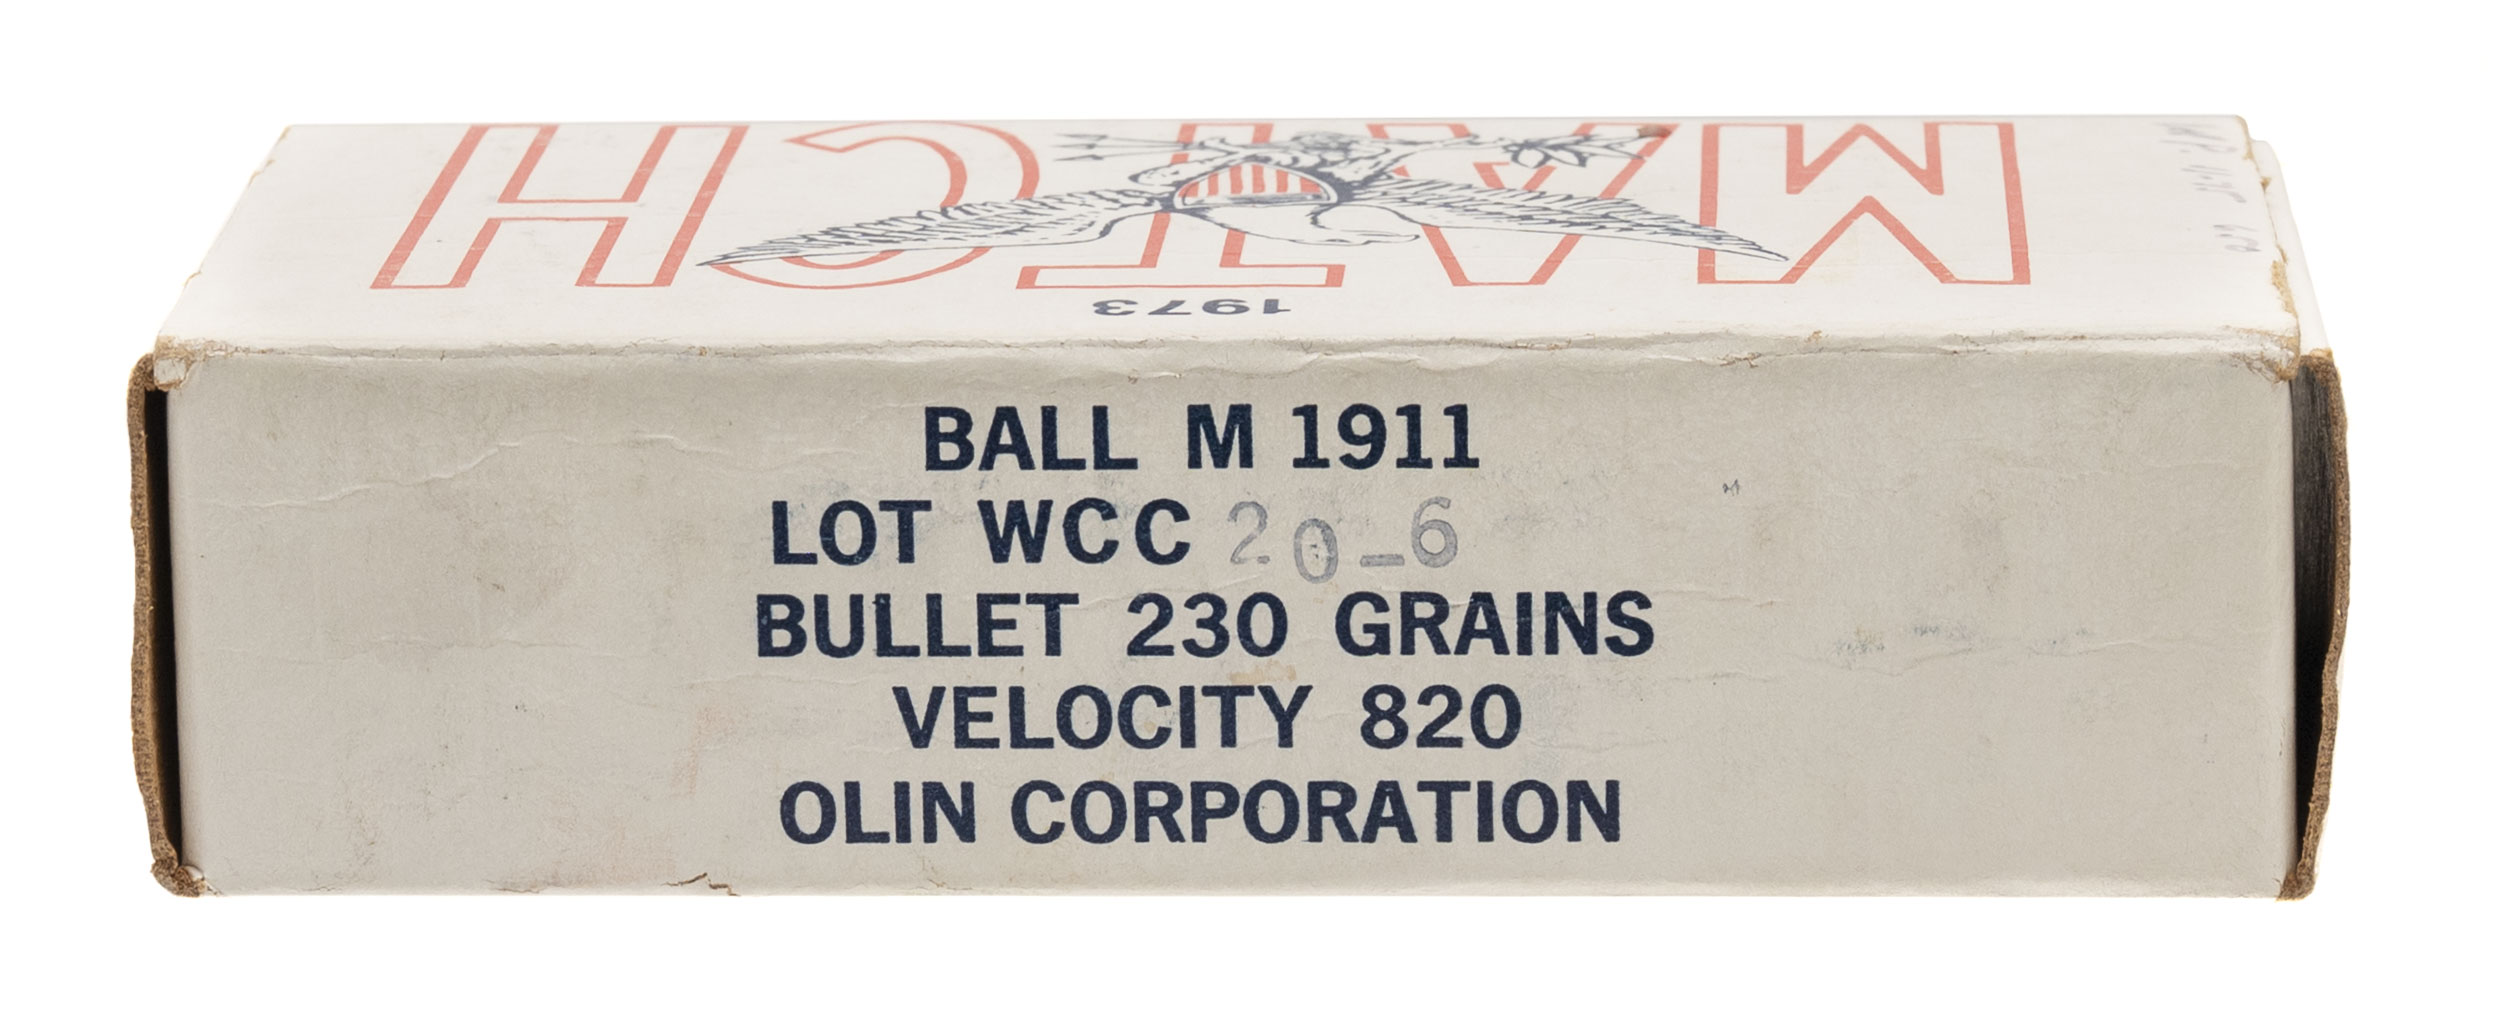 MATCH
1973
BALL M 1911
LOT WCC 20-6
BULLET 230 GRAINS
VELOCITY 820
OLIN CORPORATION